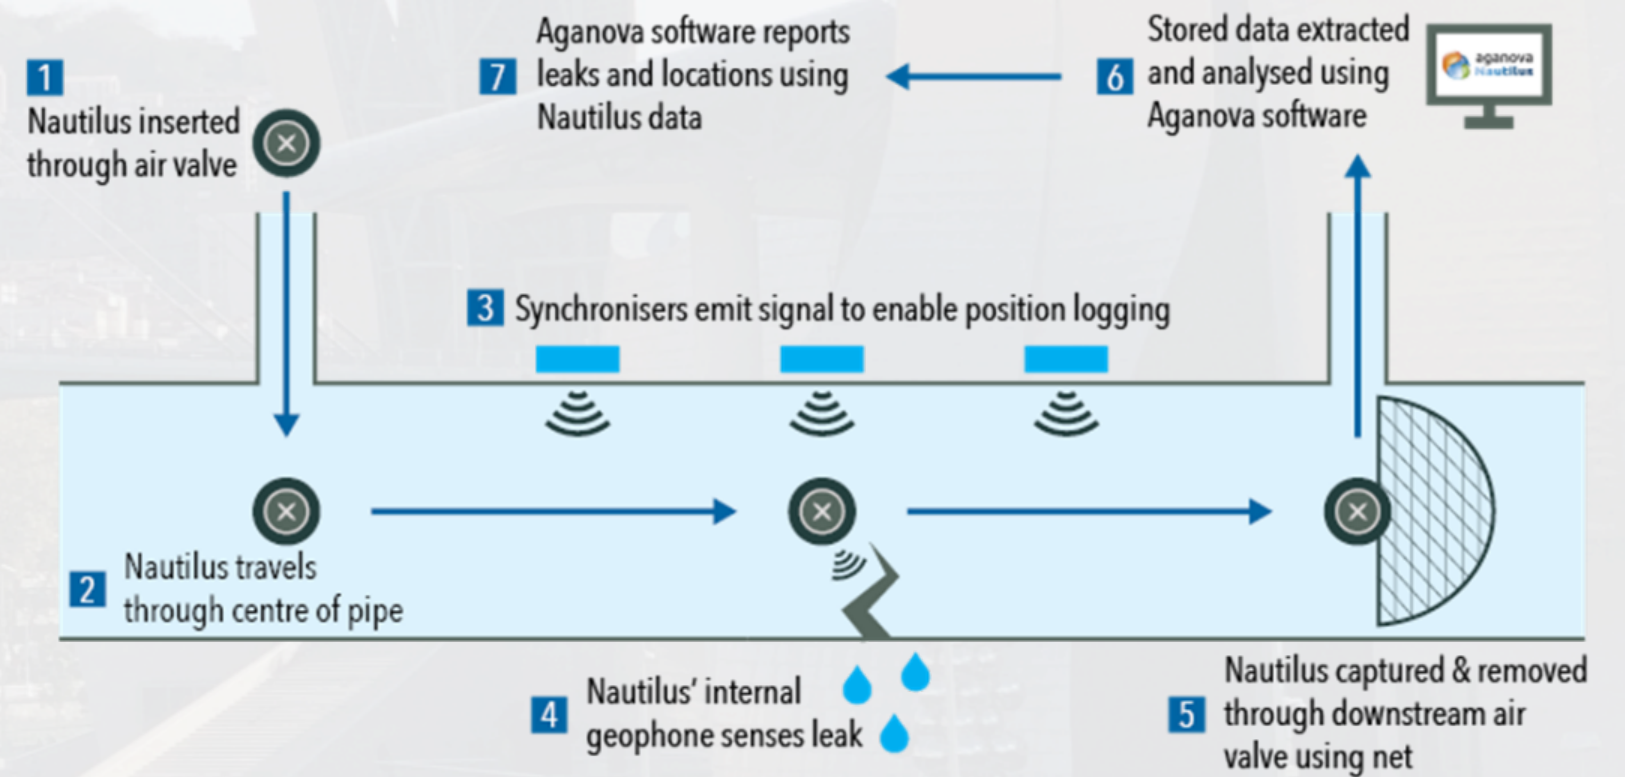 1
Nautilus inserted
through air valve
2
Nautilus travels
through centre of pipe
3 Synchronisers emit signal to enable position logging
4
Nautilus’ internal
geophone senses leak
5
Nautilus captured & removed
through downstream air
valve using net
6
Stored data extracted
and analysed using
Aganova software
aganova
Nautilus
7
Aganova software reports
leaks and locations using
Nautilus data